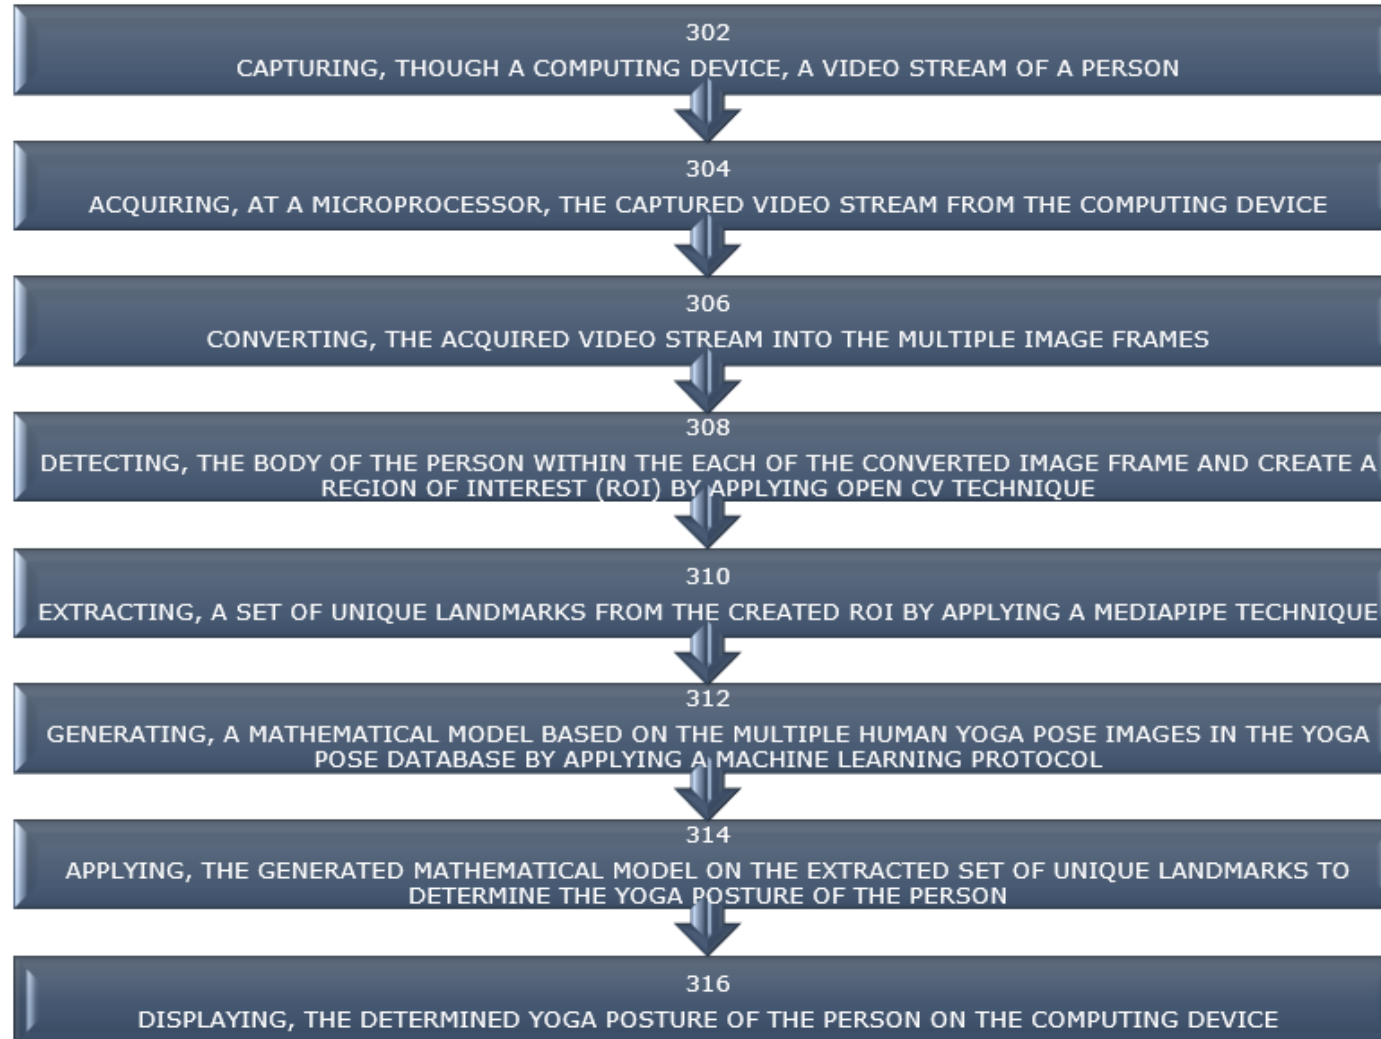 302
CAPTURING, THOUGH A COMPUTING DEVICE, A VIDEO STREAM OF A PERSON
304
ACQUIRING, AT A MICROPROCESSOR, THE CAPTURED VIDEO STREAM FROM THE COMPUTING DEVICE
306
CONVERTING, THE ACQUIRED VIDEO STREAM INTO THE MULTIPLE IMAGE FRAMES
308
DETECTING, THE BODY OF THE PERSON WITHIN THE EACH OF THE CONVERTED IMAGE FRAME AND CREATE A
REGION OF INTEREST (ROI) BY APPLYING OPEN CV TECHNIQUE
310
EXTRACTING, A SET OF UNIQUE LANDMARKS FROM THE CREATED ROI BY APPLYING A MEDIAPIPE TECHNIQUE
312
GENERATING, A MATHEMATICAL MODEL BASED ON THE MULTIPLE HUMAN YOGA POSE IMAGES IN THE YOGA
POSE DATABASE BY APPLYING A MACHINE LEARNING PROTOCOL
314
APPLYING, THE GENERATED MATHEMATICAL MODEL ON THE EXTRACTED SET OF UNIQUE LANDMARKS TO
DETERMINE THE YOGA POSTURE OF THE PERSON
316
DISPLAYING, THE DETERMINED YOGA POSTURE OF THE PERSON ON THE COMPUTING DEVICE